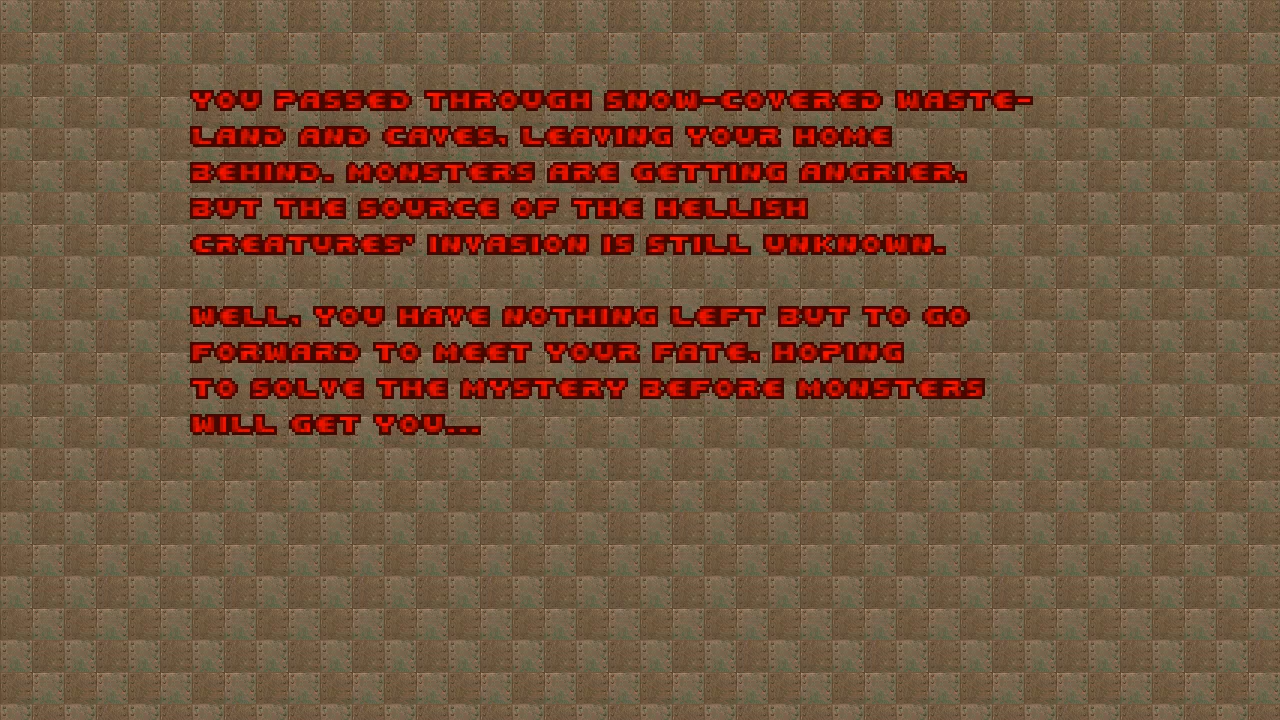 YOU PASSED THROUGH SNOW-COVERED WASTE-
LAND AND CAVES, LEAVING YOUR HOME
BEHIND. MONSTERS ARE GETTING ANGRIER,
BUT THE SOURCE OF THE HELLISH
CREATURES' INVASION IS STILL UNKNOWN.
WELL, YOU HAVE NOTHING LEFT BUT TO GO
FORWARD TO MEET YOUR FATE, HOPING
TO SOLVE THE MYSTERY BEFORE MONSTERS
WILL GET YOU...